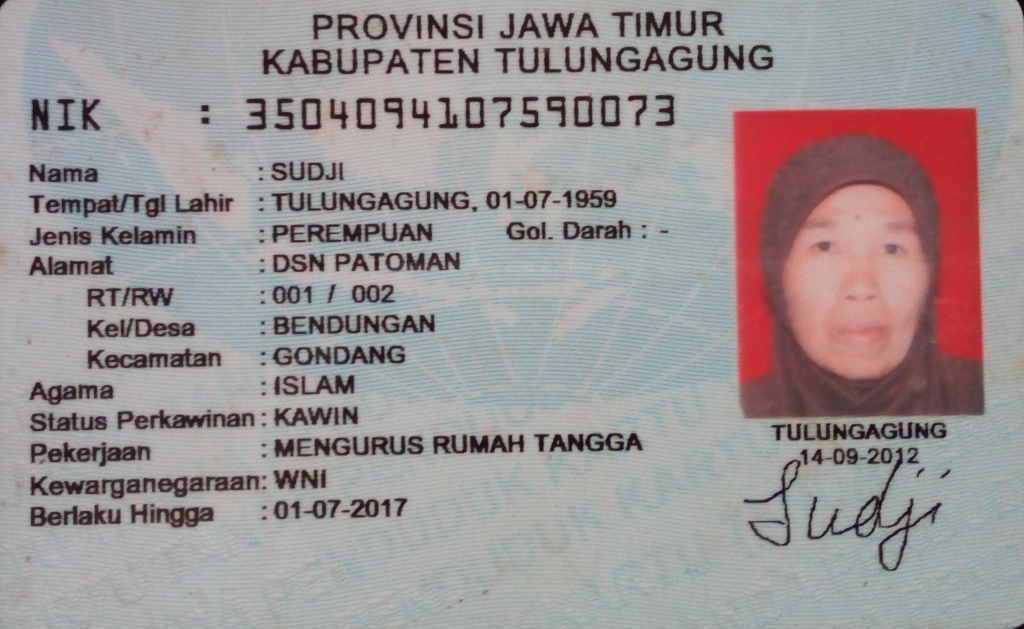 PROVINSI JAWA TIMUR
KABUPATEN TULUNGAGUNG
NIK : 3504094107590073
Nama : SUDJI
Tempat/Tgl Lahir : TULUNGAGUNG, 01-07-1959
Jenis Kelamin : PEREMPUAN Gol. Darah : -
Alamat : DSN PATOMAN
RT/RW : 001 / 002
Kel/Desa : BENDUNGAN
Kecamatan : GONDANG
Agama : ISLAM
Status Perkawinan : KAWIN
Pekerjaan : MENGURUS RUMAH TANGGA
Kewarganegaraan: WNI
Berlaku Hingga : 01-07-2017
TULUNGAGUNG
14-09-2012
Sudji